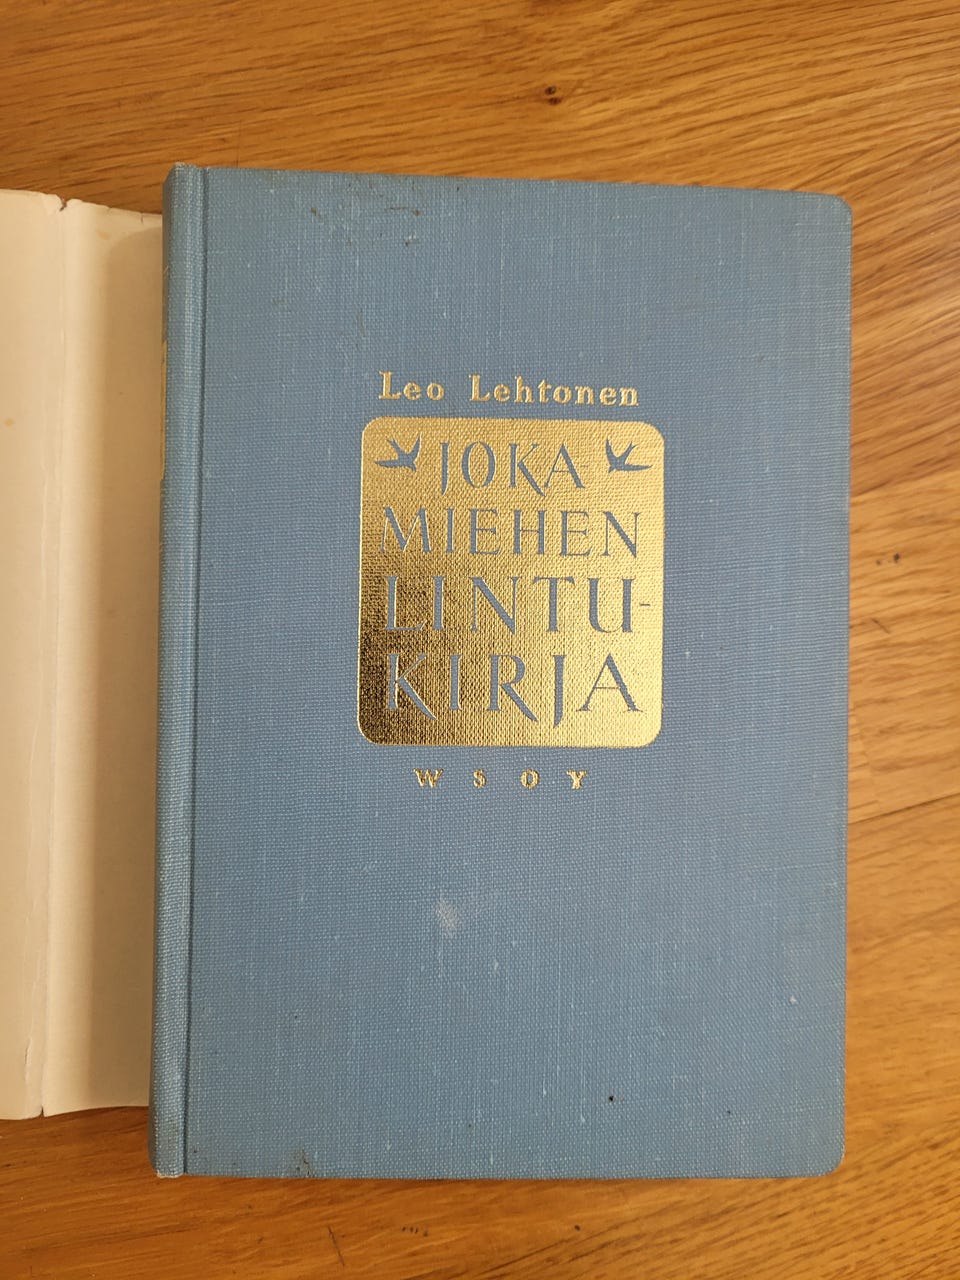 Leo Lehtonen
JOKA
MIEHEN
LINTU-
KIRJA
WSOY